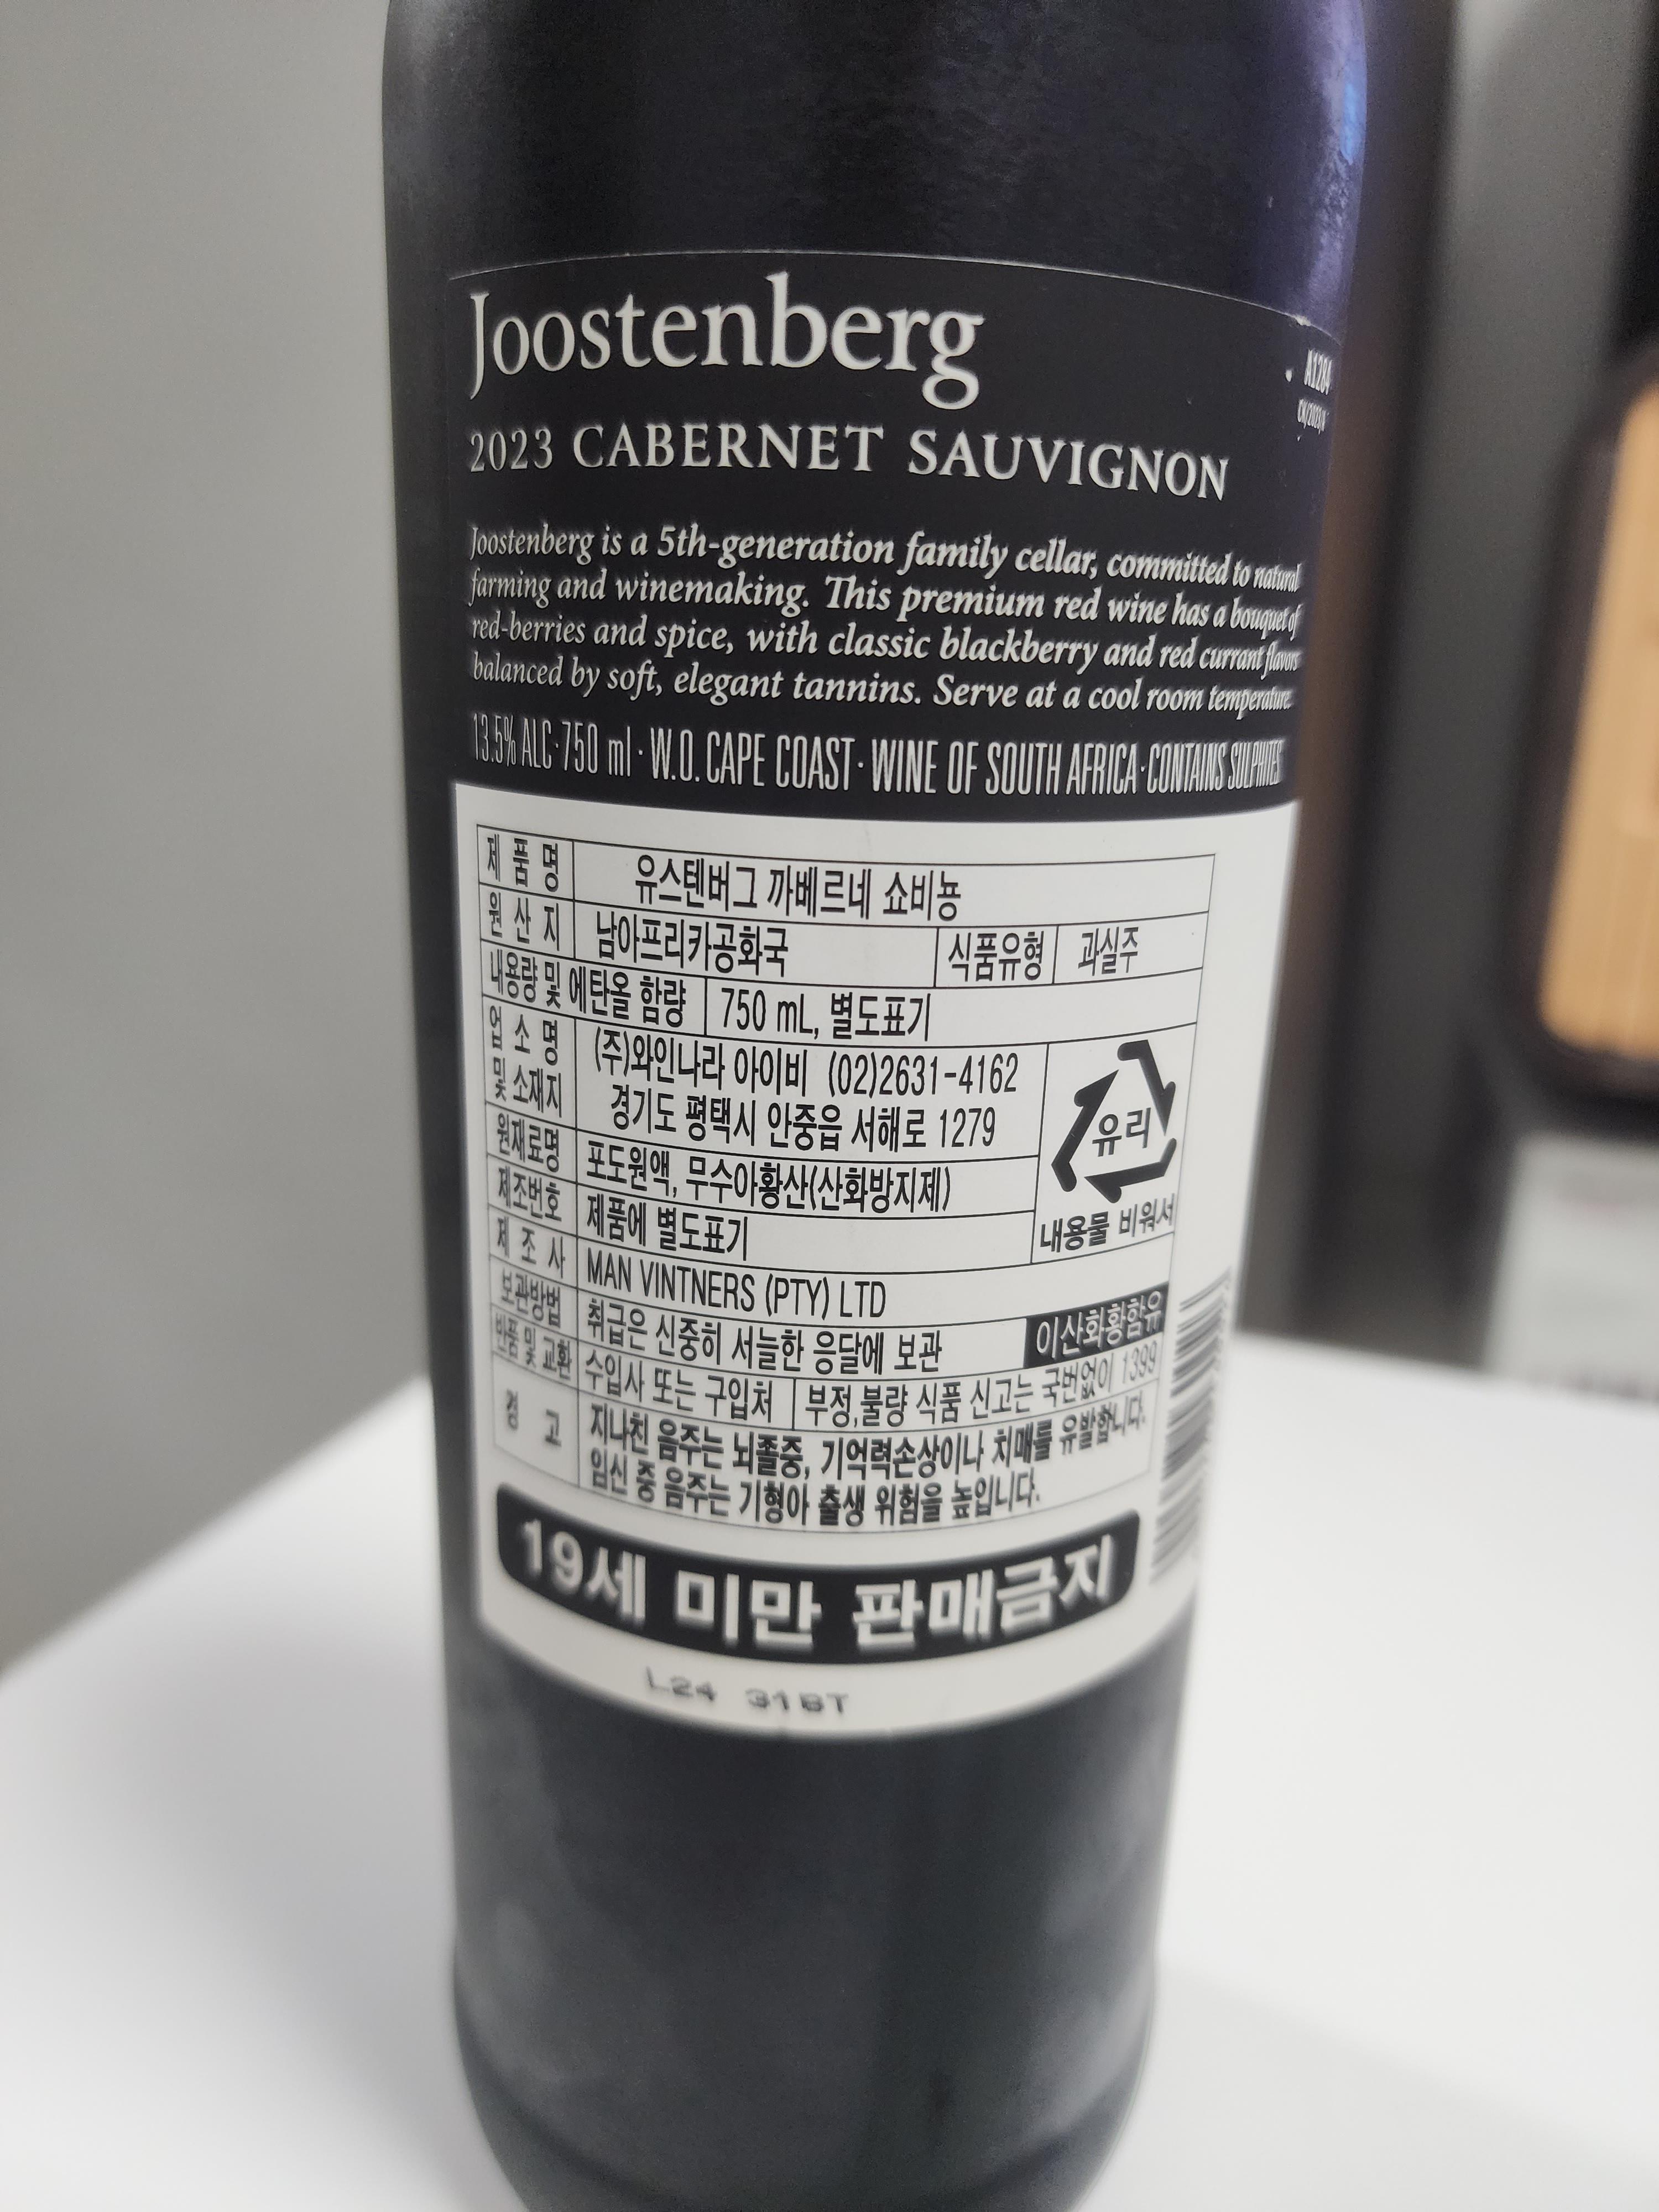 Joostenberg
A1284
2023 CABERNET SAUVIGNON
Joostenberg is a 5th-generation family cellar, committed to natural
farming and winemaking. This premium red wine has a bouquet of
red-berries and spice, with classic blackberry and red currant flavors
balanced by soft, elegant tannins. Serve at a cool room temperature.
13.5% ALC · 750 ml · W.O. CAPE COAST · WINE OF SOUTH AFRICA · CONTAINS SULPHITES
제 품 명 유스텐버그 까베르네 쇼비뇽
원 산 지 남아프리카공화국 식품유형 과실주
내용량 및 에탄올 함량 750 mL, 별도표기
업 소 명 (주)와인나라 아이비 (02)2631-4162
및 소재지 경기도 평택시 안중읍 서해로 1279
유리
원재료명 포도원액, 무수아황산(산화방지제)
제조번호 제품에 별도표기
내용물 비워서
제 조 사 MAN VINTNERS (PTY) LTD
보관방법 취급은 신중히 서늘한 응달에 보관 이산화황함유
반품 및 교환 수입사 또는 구입처 부정,불량 식품 신고는 국번없이 1399
경 고 지나친 음주는 뇌졸중, 기억력손상이나 치매를 유발합니다.
임신 중 음주는 기형아 출생 위험을 높입니다.
19세 미만 판매금지
L24 31BT